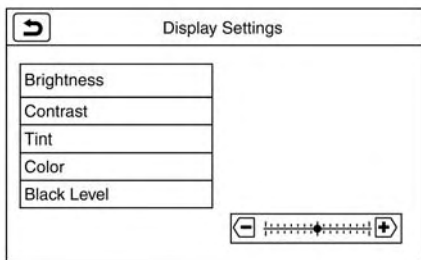 Display Settings
Brightness
Contrast
Tint
Color
Black Level